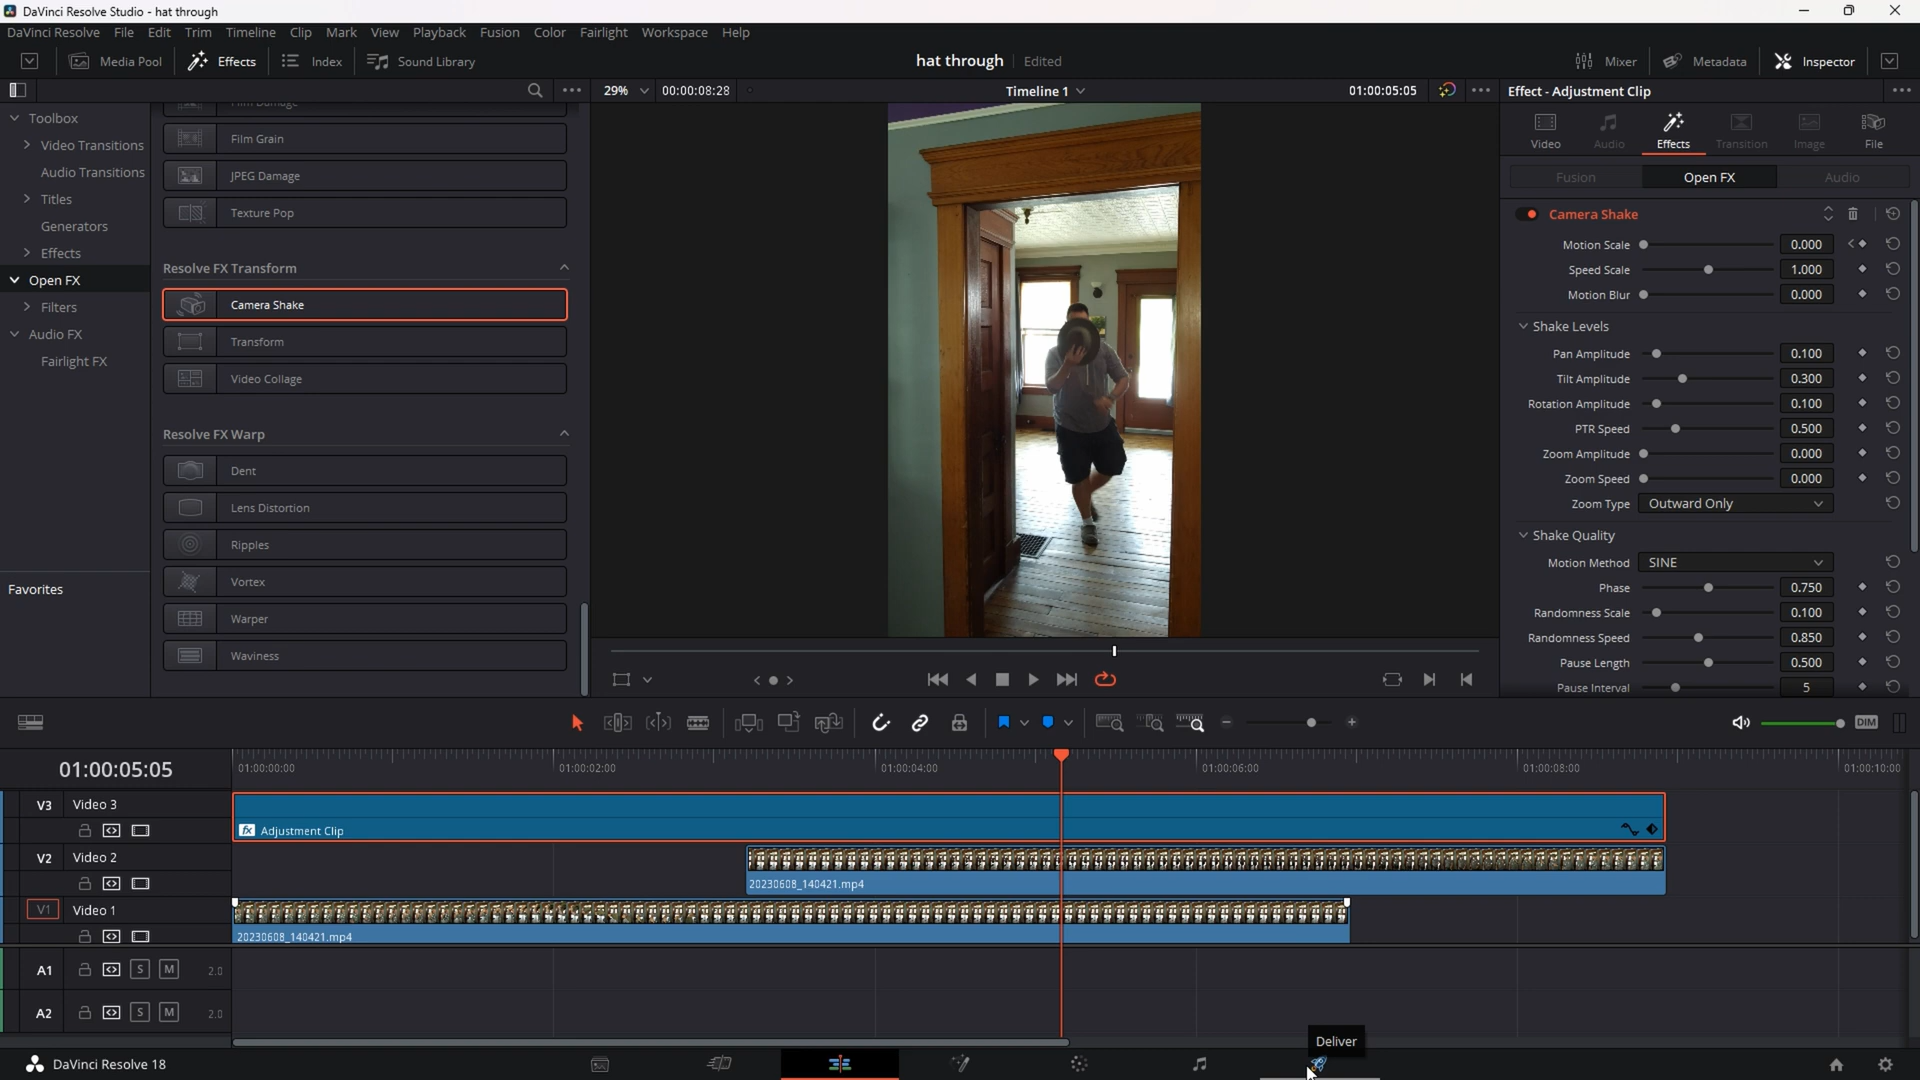 DaVinci Resolve Studio - hat through
DaVinci Resolve File Edit Trim Timeline Clip Mark View Playback Fusion Color Fairlight Workspace Help
Media Pool Effects Index Sound Library hat through Edited Mixer Metadata Inspector
29% 00:00:08:28 Timeline 1 01:00:05:05 Effect - Adjustment Clip
Toolbox
Video Transitions
Audio Transitions
Titles
Generators
Effects
Open FX
Filters
Audio FX
Fairlight FX
Favorites
Film Damage
Film Grain
JPEG Damage
Texture Pop
Resolve FX Transform
Camera Shake
Transform
Video Collage
Resolve FX Warp
Dent
Lens Distortion
Ripples
Vortex
Warper
Waviness
Video Audio Effects Transition Image File
Fusion Open FX Audio
Camera Shake
Motion Scale 0.000
Speed Scale 1.000
Motion Blur 0.000
Shake Levels
Pan Amplitude 0.100
Tilt Amplitude 0.300
Rotation Amplitude 0.100
PTR Speed 0.500
Zoom Amplitude 0.000
Zoom Speed 0.000
Zoom Type Outward Only
Shake Quality
Motion Method SINE
Phase 0.750
Randomness Scale 0.100
Randomness Speed 0.850
Pause Length 0.500
Pause Interval 5
DIM
01:00:05:05 01:00:00:00 01:00:02:00 01:00:04:00 01:00:06:00 01:00:08:00 01:00:10:00
V3 Video 3
fx Adjustment Clip
V2 Video 2
20230608_140421.mp4
V1 Video 1
20230608_140421.mp4
A1 S M 2.0
A2 S M 2.0
Deliver
DaVinci Resolve 18